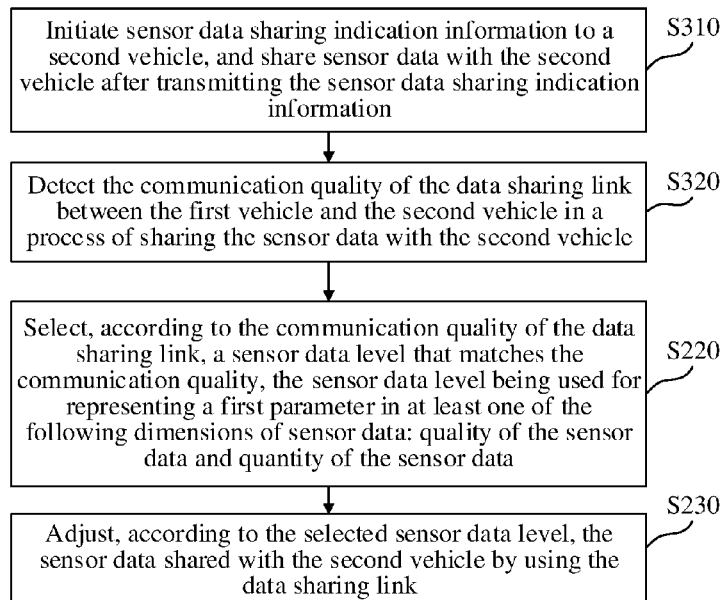 Initiate sensor data sharing indication information to a
second vehicle, and share sensor data with the second
vehicle after transmitting the sensor data sharing indication
information
S310
Detect the communication quality of the data sharing link
between the first vehicle and the second vehicle in a
process of sharing the sensor data with the second vehicle
S320
Select, according to the communication quality of the data
sharing link, a sensor data level that matches the
communication quality, the sensor data level being used for
representing a first parameter in at least one of the
following dimensions of sensor data: quality of the sensor
data and quantity of the sensor data
S220
Adjust, according to the selected sensor data level, the
sensor data shared with the second vehicle by using the
data sharing link
S230